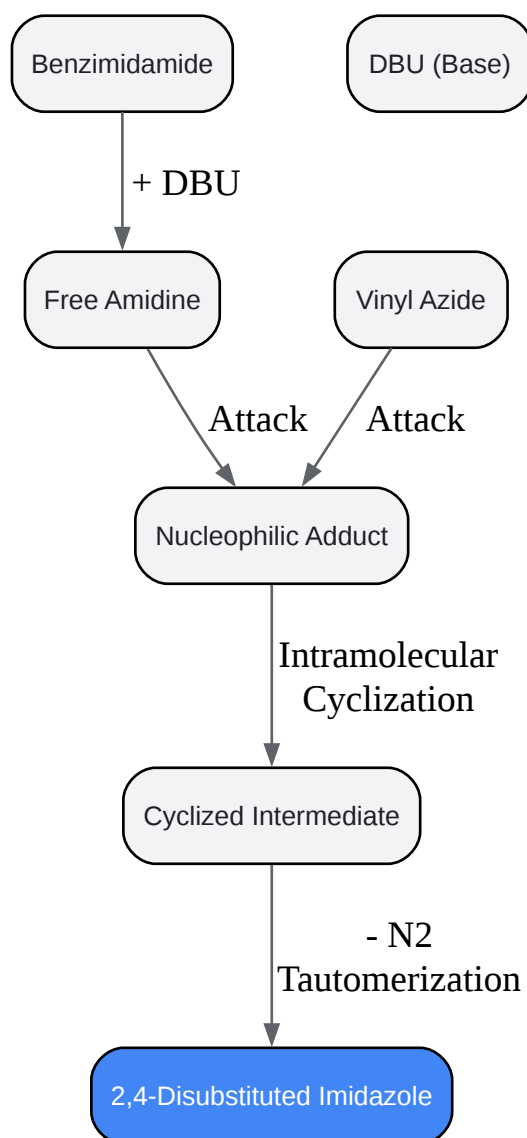 Benzimidamide
DBU (Base)
+ DBU
Free Amidine
Vinyl Azide
Attack
Attack
Nucleophilic Adduct
Intramolecular
Cyclization
Cyclized Intermediate
- N2
Tautomerization
2,4-Disubstituted Imidazole